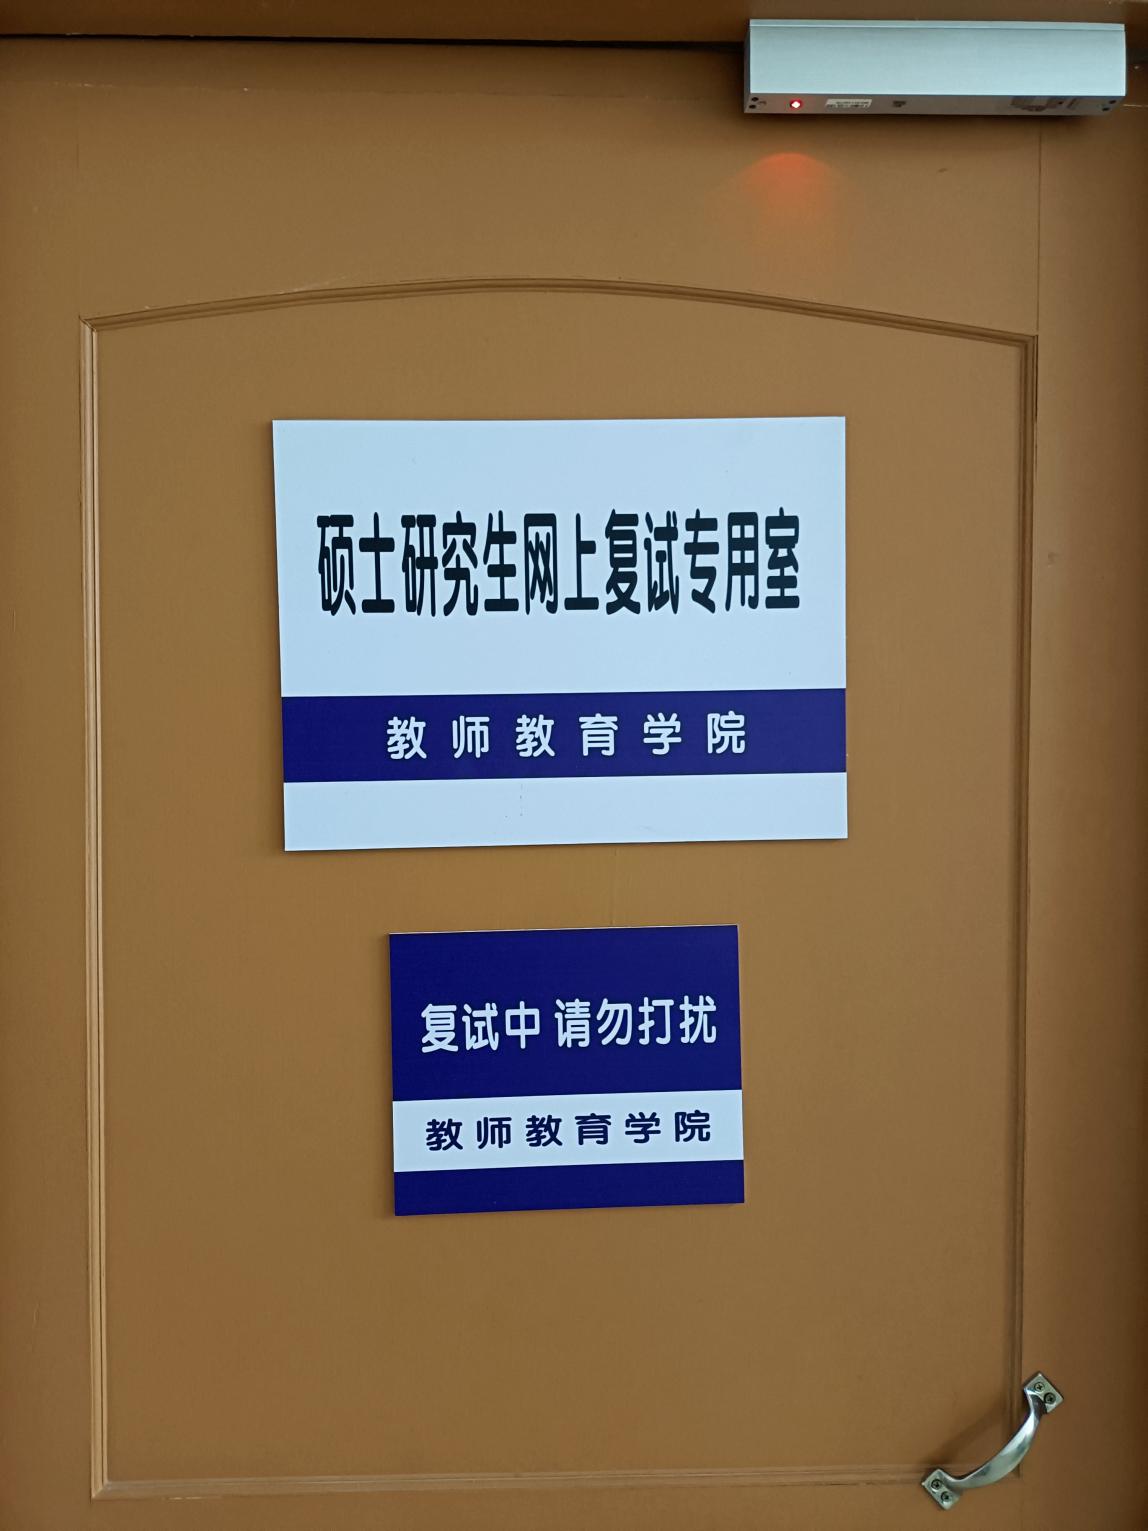 硕士研究生网上复试专用室
教师教育学院
复试中 请勿打扰
教师教育学院